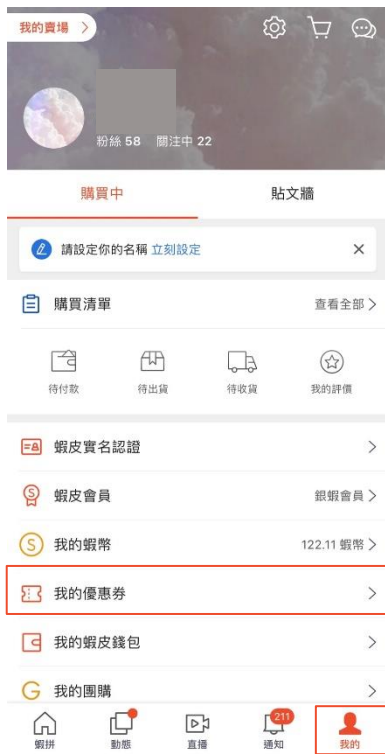 我的賣場 >
粉絲 58 關注中 22
購買中 貼文牆
請設定你的名稱 立刻設定 ×
購買清單 查看全部 >
待付款 待出貨 待收貨 我的評價
蝦皮實名認證 >
蝦皮會員 銀蝦會員 >
我的蝦幣 122.11 蝦幣 >
我的優惠券 >
我的蝦皮錢包 >
我的團購 >
211
蝦拼 動態 直播 通知 我的